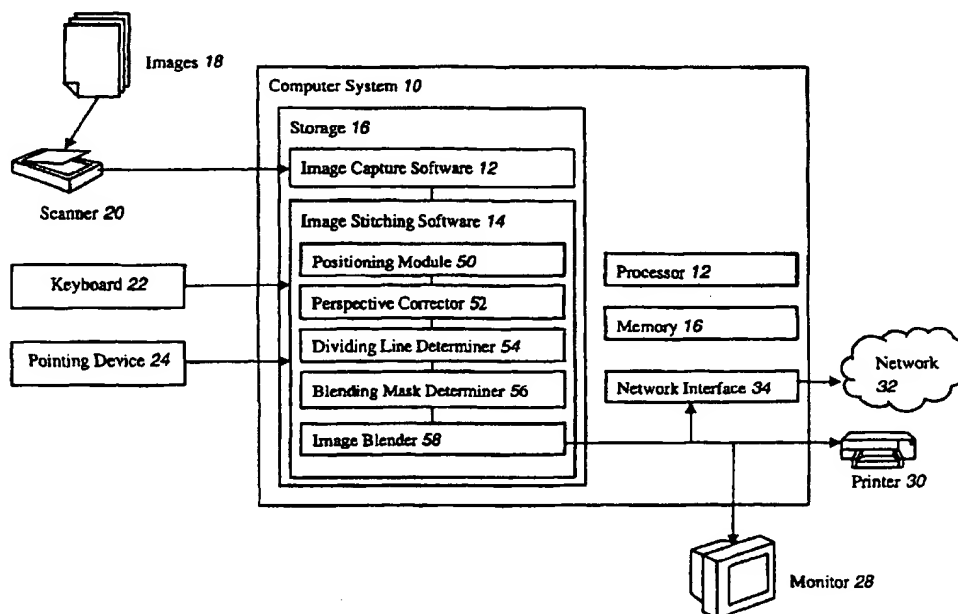 Images 18
Computer System 10
Storage 16
Image Capture Software 12
Scanner 20
Image Stitching Software 14
Positioning Module 50
Processor 12
Keyboard 22
Perspective Corrector 52
Memory 16
Dividing Line Determiner 54
Pointing Device 24
Network
32
Blending Mask Determiner 56
Network Interface 34
Image Blender 58
Printer 30
Monitor 28